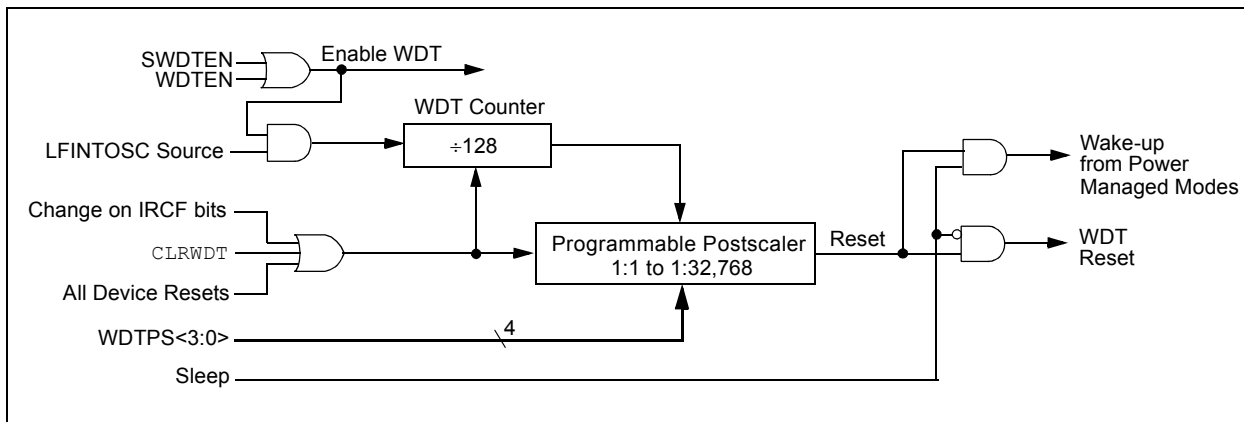 SWDTEN
WDTEN
Enable WDT
WDT Counter
÷128
LFINTOSC Source
Wake-up
from Power
Managed Modes
Change on IRCF bits
CLRWDT
All Device Resets
Programmable Postscaler
1:1 to 1:32,768
Reset
WDT
Reset
WDTPS<3:0>
4
Sleep